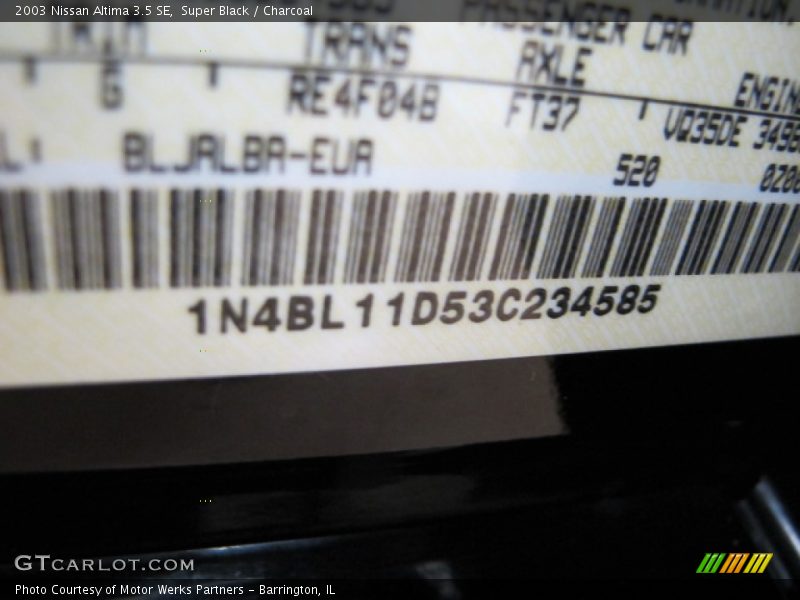 2003 Nissan Altima 3.5 SE, Super Black / Charcoal
PASSENGER CAR
TRIM TRANS AXLE ENGIN
G RE4F04B FT37 VQ35DE
BLJALBA-EUA 520
1N4BL11D53C234585
GTCARLOT.COM
Photo Courtesy of Motor Werks Partners – Barrington, IL